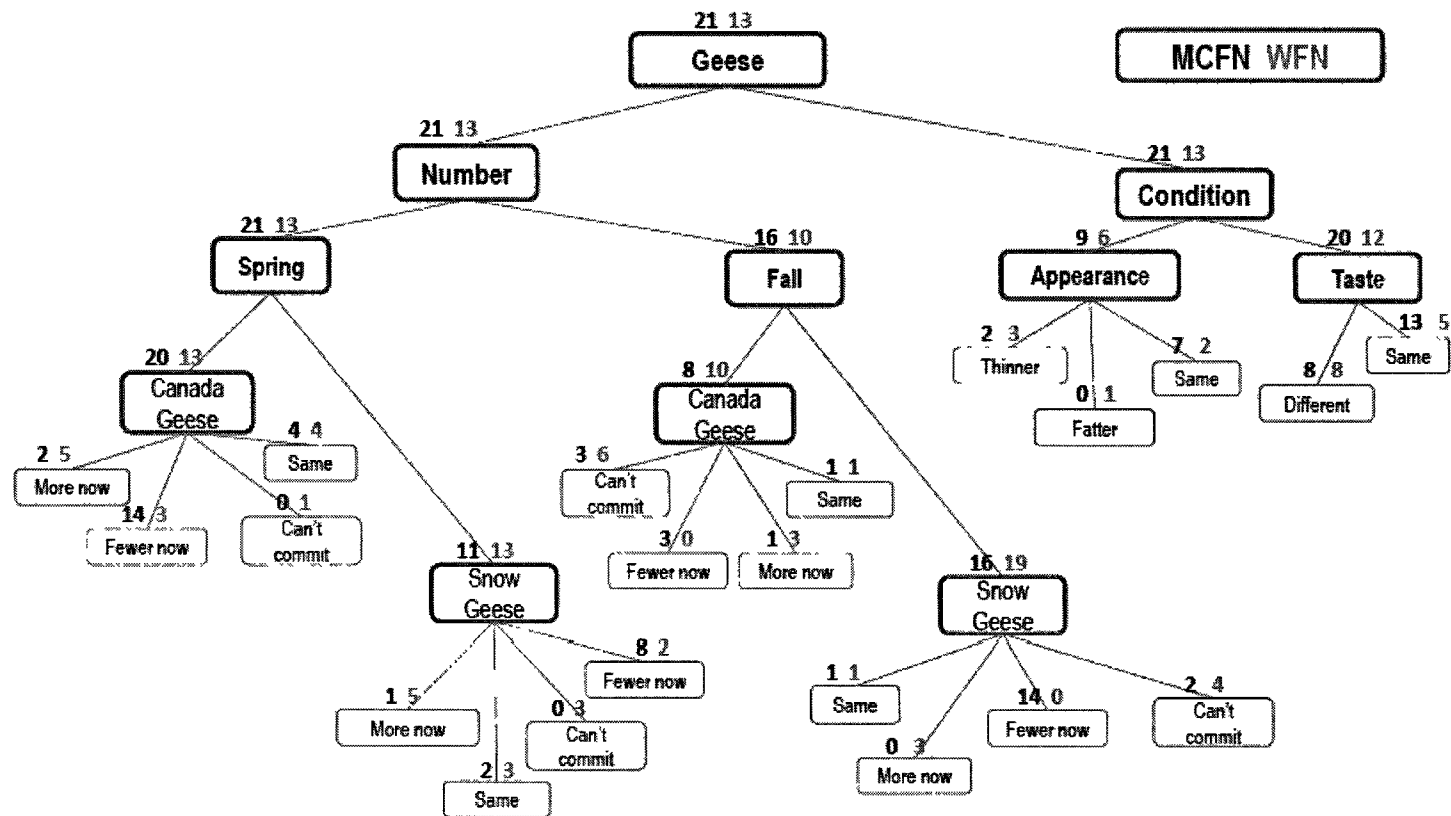 21 13
Geese
MCFN WFN
21 13
Number
21 13
Condition
21 13
Spring
16 10
Fall
9 6
Appearance
20 12
Taste
20 13
Canada
Geese
2 5
More now
14 3
Fewer now
0 1
Can't
commit
4 4
Same
11 13
Snow
Geese
1 5
More now
2 3
Same
0 3
Can't
commit
8 2
Fewer now
8 10
Canada
Geese
3 6
Can't
commit
3 0
Fewer now
1 3
More now
1 1
Same
16 19
Snow
Geese
1 1
Same
0 3
More now
14 0
Fewer now
2 4
Can't
commit
2 3
Thinner
0 1
Fatter
7 2
Same
8 8
Different
13 5
Same